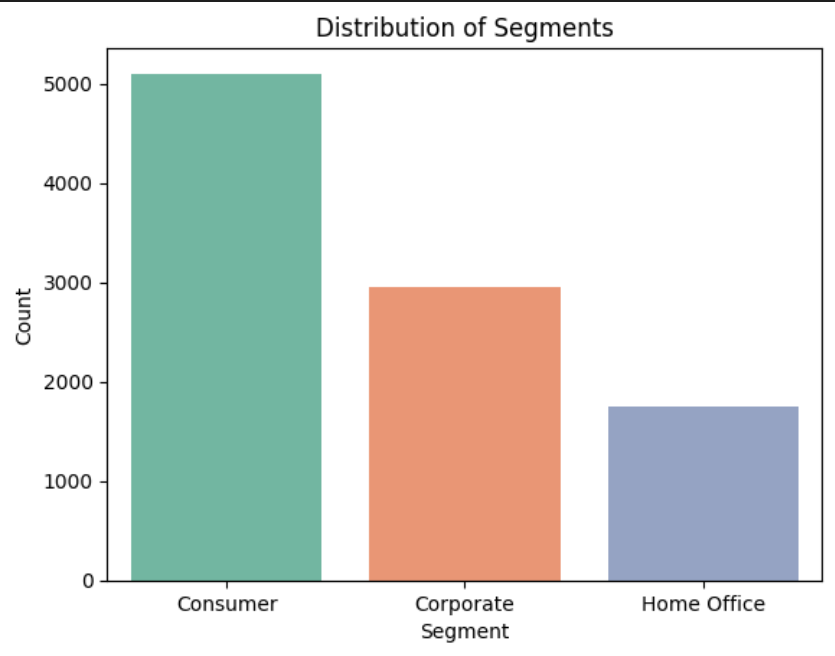 Distribution of Segments
Count
5000
4000
3000
2000
1000
0
Consumer Corporate Home Office
Segment